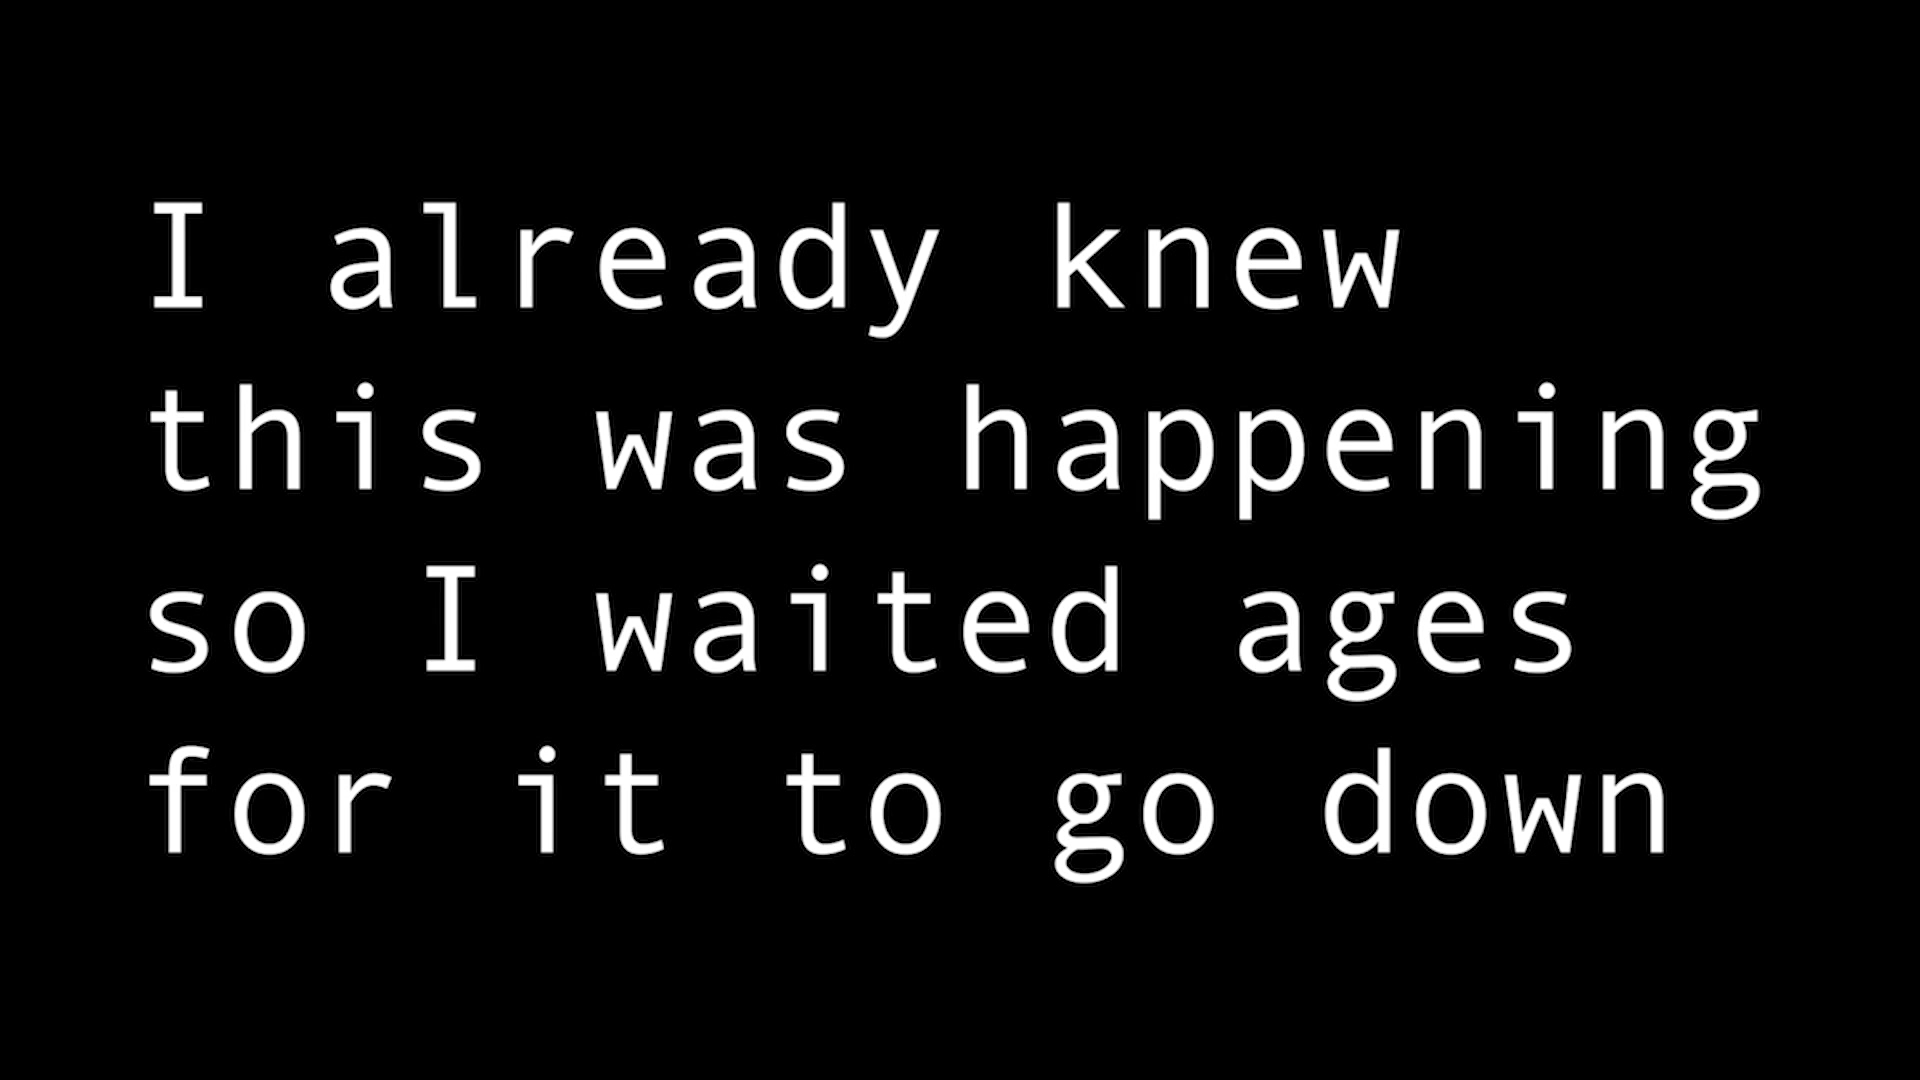 I already knew
this was happening
so I waited ages
for it to go down